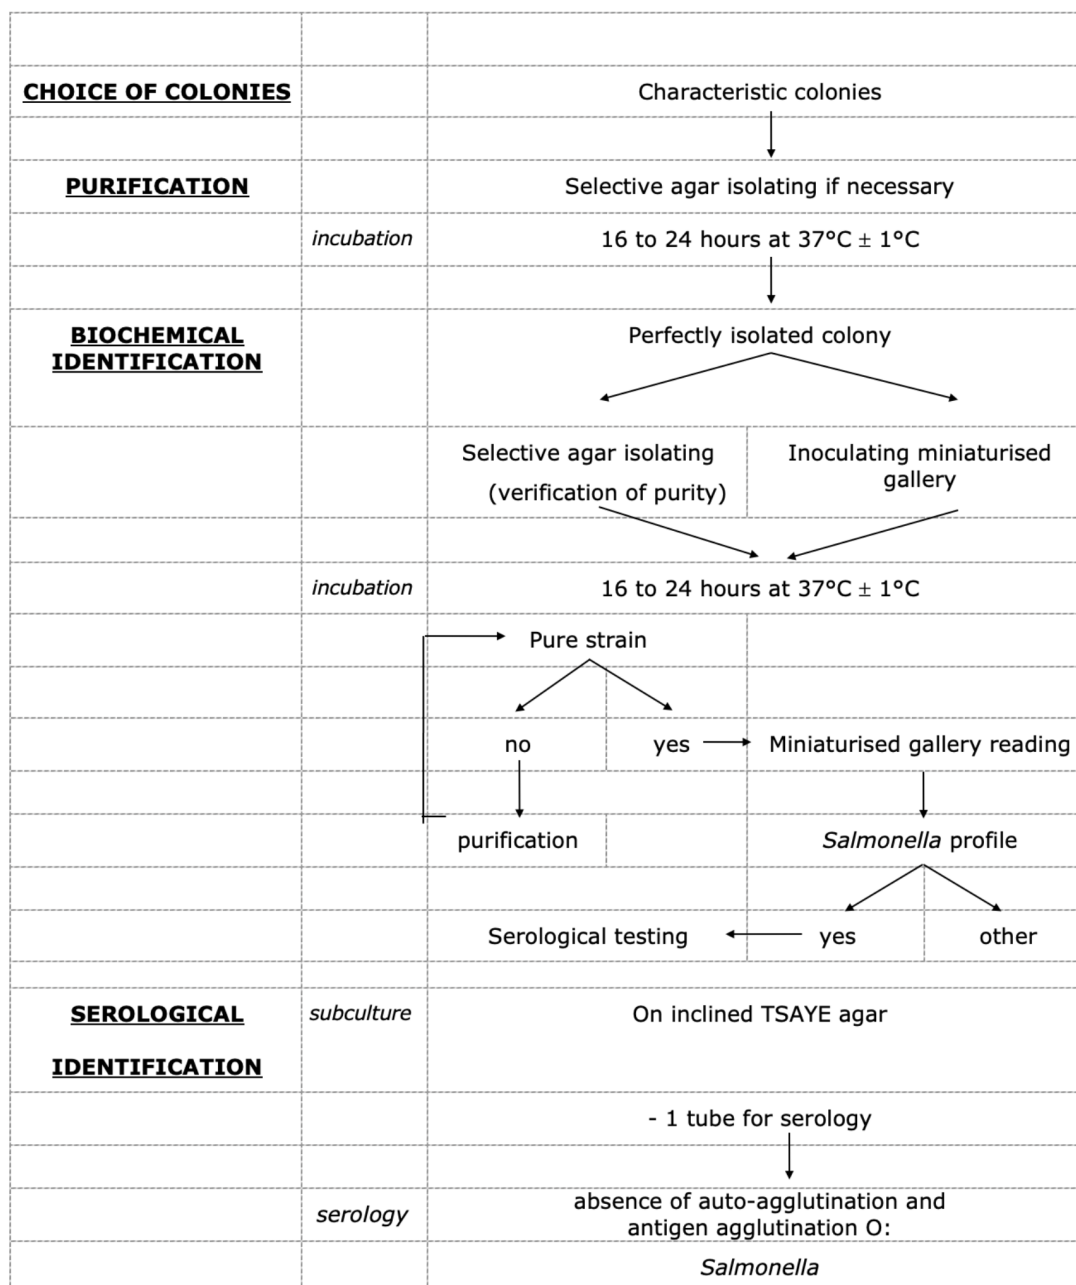 CHOICE OF COLONIES
Characteristic colonies
PURIFICATION
Selective agar isolating if necessary
incubation
16 to 24 hours at 37°C ± 1°C
BIOCHEMICAL
IDENTIFICATION
Perfectly isolated colony
Selective agar isolating
(verification of purity)
Inoculating miniaturised
gallery
incubation
16 to 24 hours at 37°C ± 1°C
Pure strain
no
yes
Miniaturised gallery reading
purification
Salmonella profile
Serological testing
yes
other
SEROLOGICAL
IDENTIFICATION
subculture
On inclined TSAYE agar
- 1 tube for serology
serology
absence of auto-agglutination and
antigen agglutination O:
Salmonella